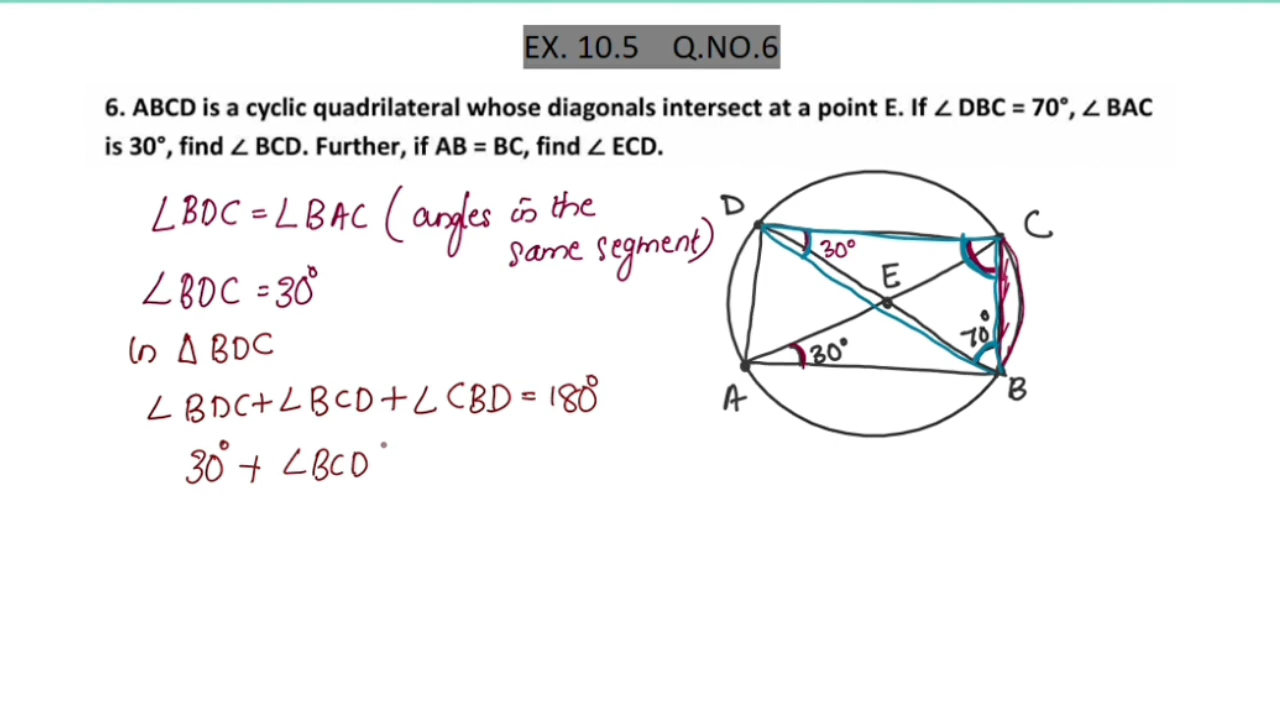 EX. 10.5 Q.NO.6
6. ABCD is a cyclic quadrilateral whose diagonals intersect at a point E. If ∠ DBC = 70°, ∠ BAC
is 30°, find ∠ BCD. Further, if AB = BC, find ∠ ECD.
∠BDC = ∠BAC (angles in the
same segment)
∠BDC = 30°
In Δ BDC
∠BDC + ∠BCD + ∠CBD = 180°
30° + ∠BCD
D
C
30°
E
70°
30°
A
B